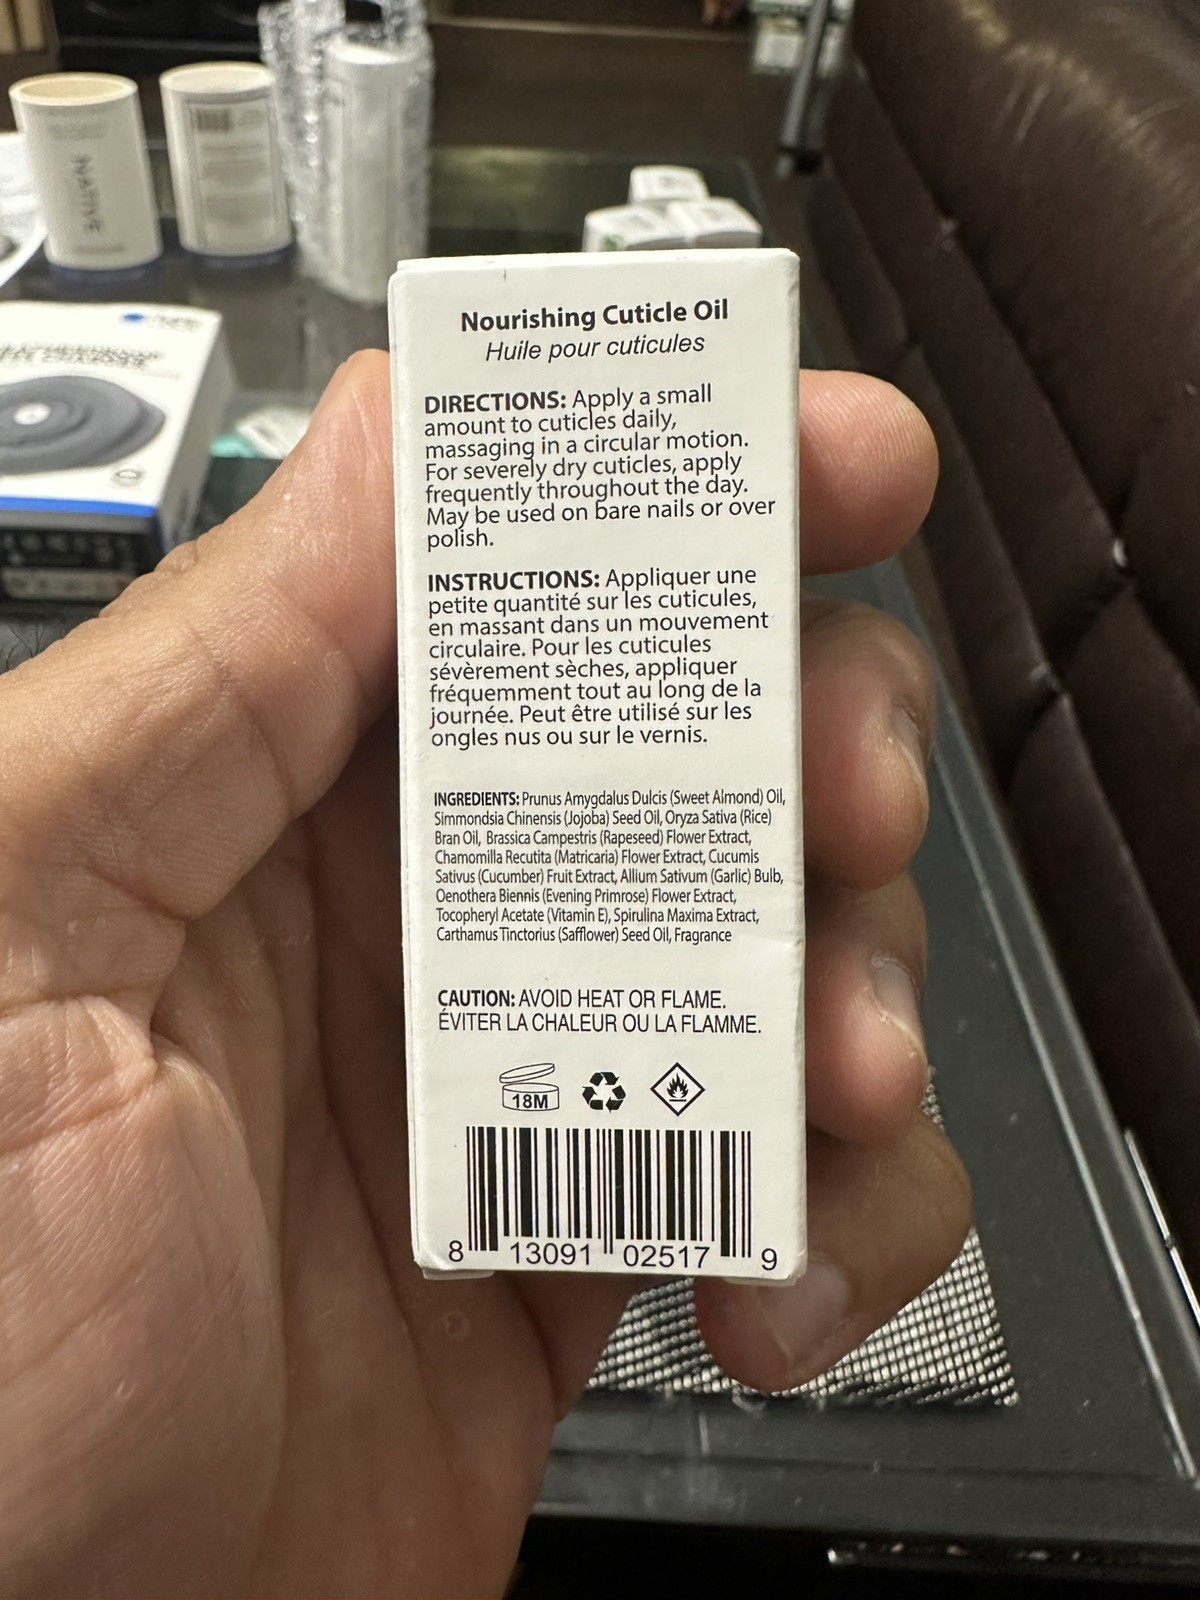 NATIVE
Nourishing Cuticle Oil
Huile pour cuticules
DIRECTIONS: Apply a small
amount to cuticles daily,
massaging in a circular motion.
For severely dry cuticles, apply
frequently throughout the day.
May be used on bare nails or over
polish.
INSTRUCTIONS: Appliquer une
petite quantité sur les cuticules,
en massant dans un mouvement
circulaire. Pour les cuticules
sévèrement sèches, appliquer
fréquemment tout au long de la
journée. Peut être utilisé sur les
ongles nus ou sur le vernis.
INGREDIENTS: Prunus Amygdalus Dulcis (Sweet Almond) Oil,
Simmondsia Chinensis (Jojoba) Seed Oil, Oryza Sativa (Rice)
Bran Oil, Brassica Campestris (Rapeseed) Flower Extract,
Chamomilla Recutita (Matricaria) Flower Extract, Cucumis
Sativus (Cucumber) Fruit Extract, Allium Sativum (Garlic) Bulb,
Oenothera Biennis (Evening Primrose) Flower Extract,
Tocopheryl Acetate (Vitamin E), Spirulina Maxima Extract,
Carthamus Tinctorius (Safflower) Seed Oil, Fragrance
CAUTION: AVOID HEAT OR FLAME.
ÉVITER LA CHALEUR OU LA FLAMME.
18M
8 13091 02517 9